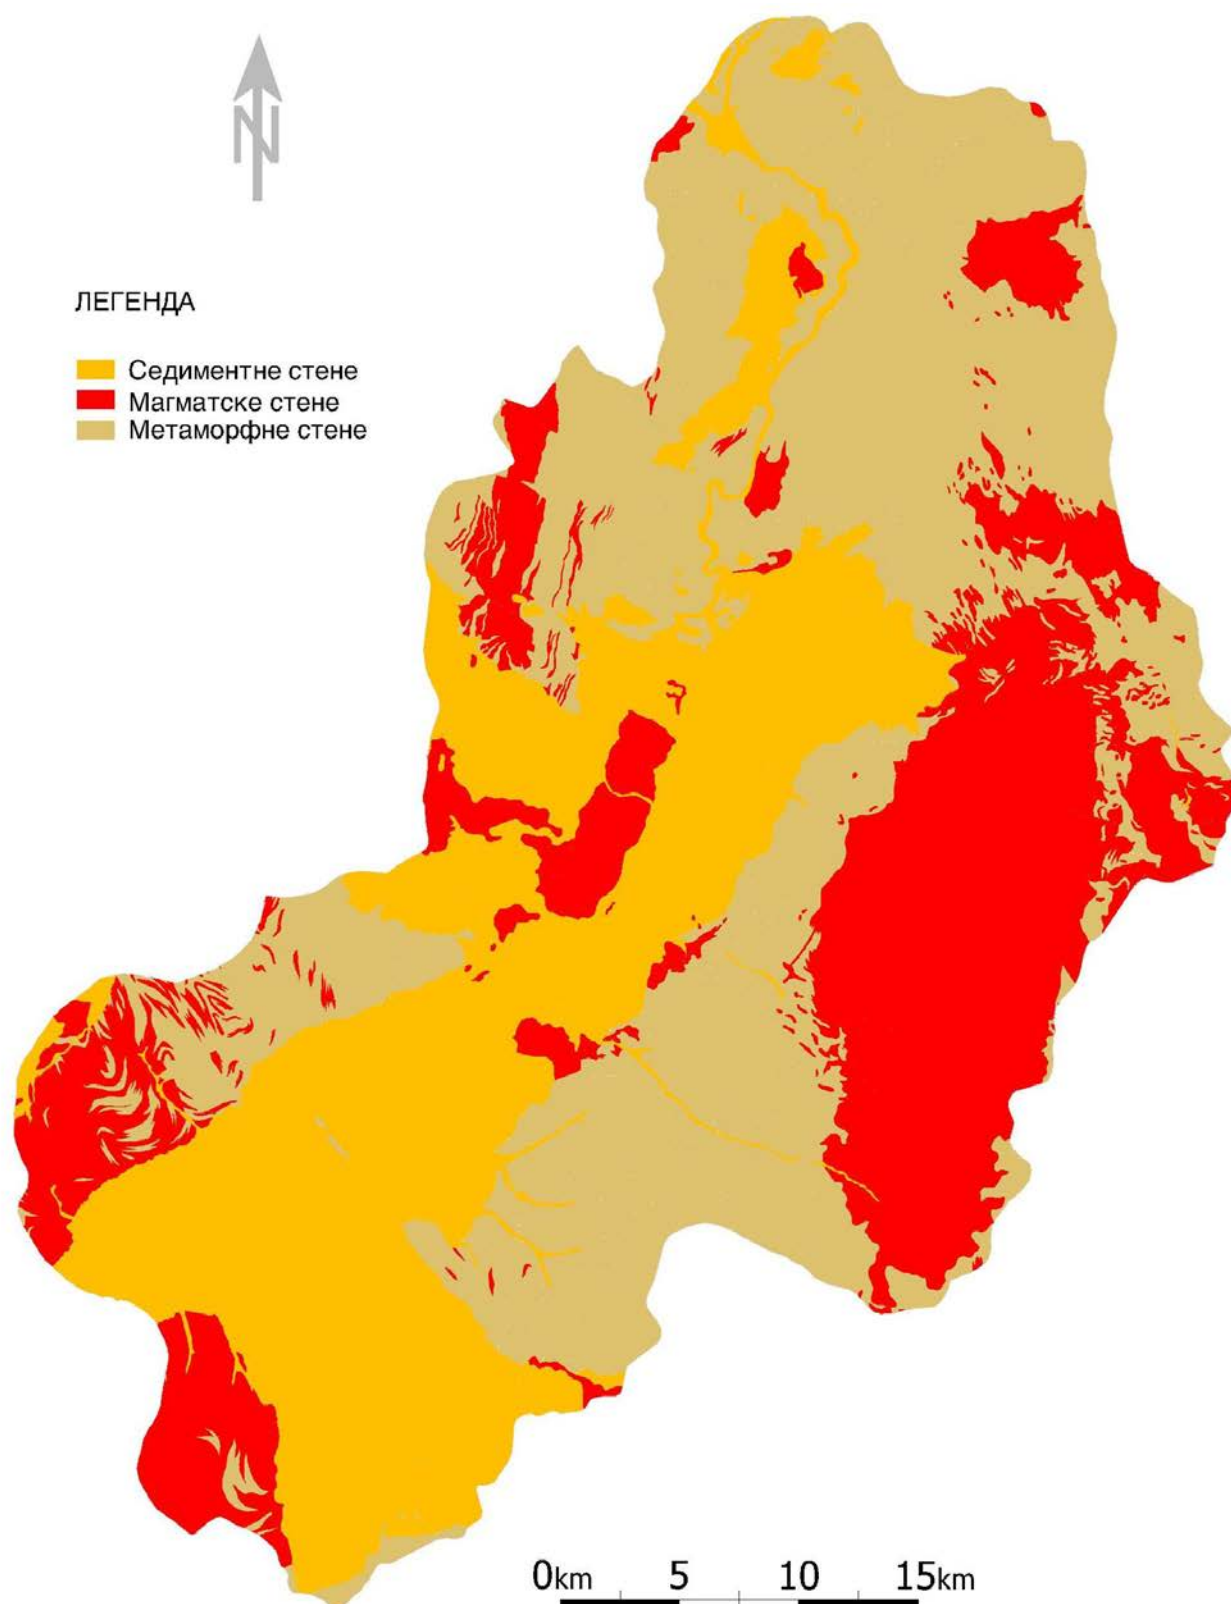 N
ЛЕГЕНДА
Седиментне стене
Магматске стене
Метаморфне стене
0km 5 10 15km